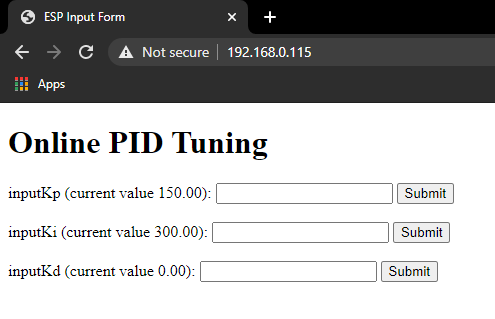 ESP Input Form
Not secure 192.168.0.115
Apps
Online PID Tuning
inputKp (current value 150.00): Submit
inputKi (current value 300.00): Submit
inputKd (current value 0.00): Submit